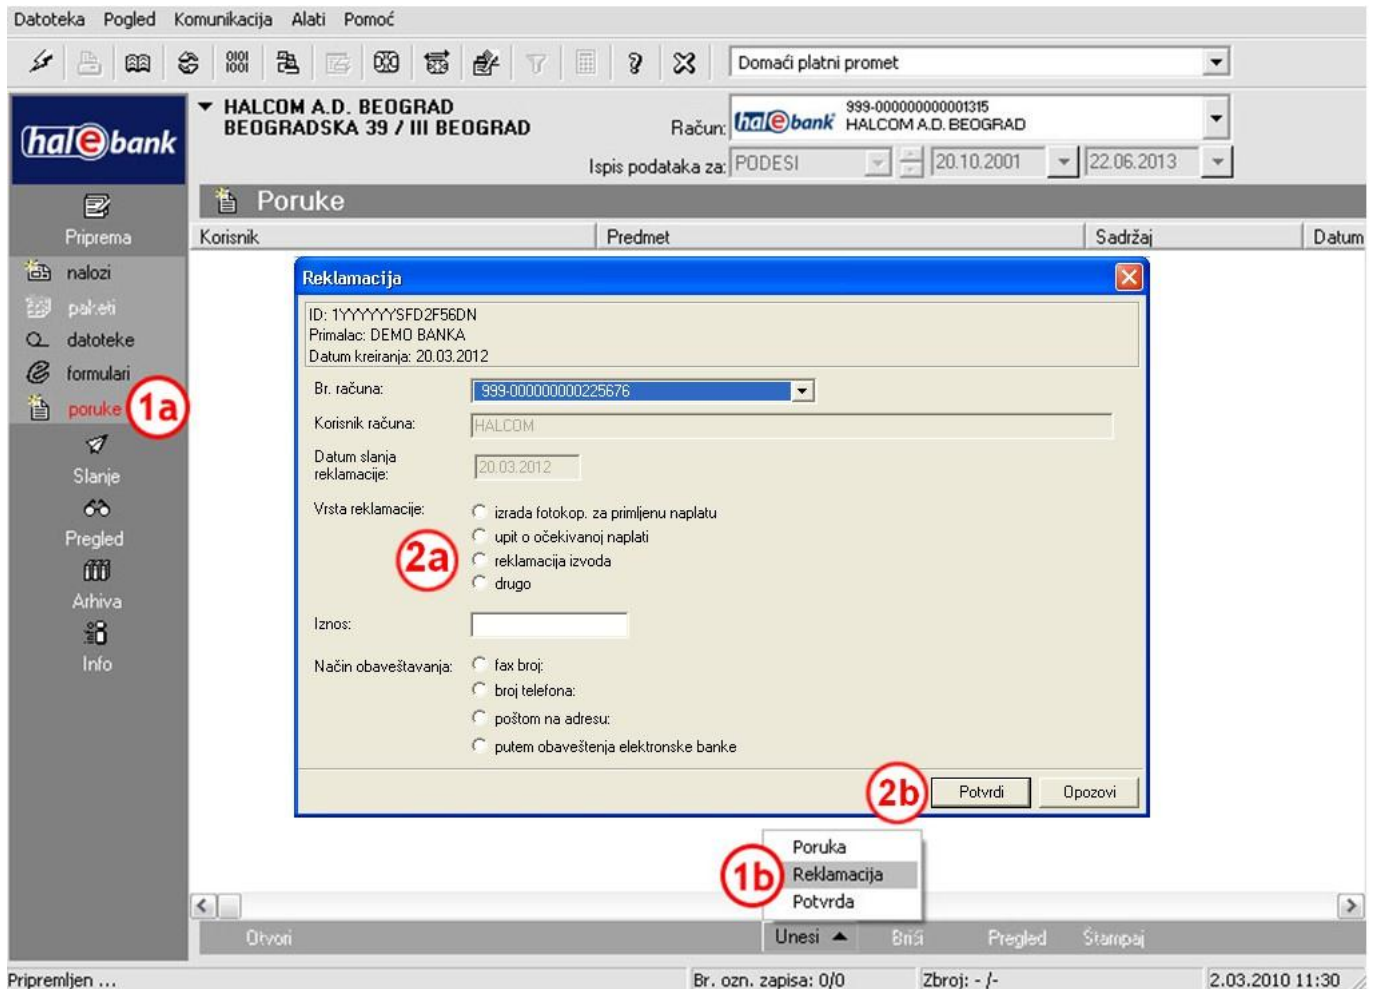 Datoteka Pogled Komunikacija Alati Pomoć
Domaći platni promet
hal@bank
HALCOM A.D. BEOGRAD
BEOGRADSKA 39 / III BEOGRAD
Račun:
hal@bank
999-000000000001315
HALCOM A.D. BEOGRAD
Ispis podataka za: PODESI 20.10.2001 22.06.2013
Poruke
Korisnik Predmet Sadržaj Datum
Priprema
nalozi
paketi
datoteke
formulari
poruke
1a
Slanje
Pregled
Arhiva
Info
Reklamacija
ID: 1YYYYYYSFD2F56DN
Primalac: DEMO BANKA
Datum kreiranja: 20.03.2012
Br. računa: 999-000000000225676
Korisnik računa: HALCOM
Datum slanja
reklamacije: 20.03.2012
Vrsta reklamacije:
izrada fotokop. za primljenu naplatu
upit o očekivanoj naplati
2a
reklamacija izvoda
drugo
Iznos:
Način obaveštavanja:
fax broj:
broj telefona:
poštom na adresu:
putem obaveštenja elektronske banke
2b
Potvrdi Opozovi
Poruka
1b
Reklamacija
Potvrda
Otvori Unesi Briši Pregled Štampaj
Pripremljen ... Br. ozn. zapisa: 0/0 Zbroj: - /- 2.03.2010 11:30